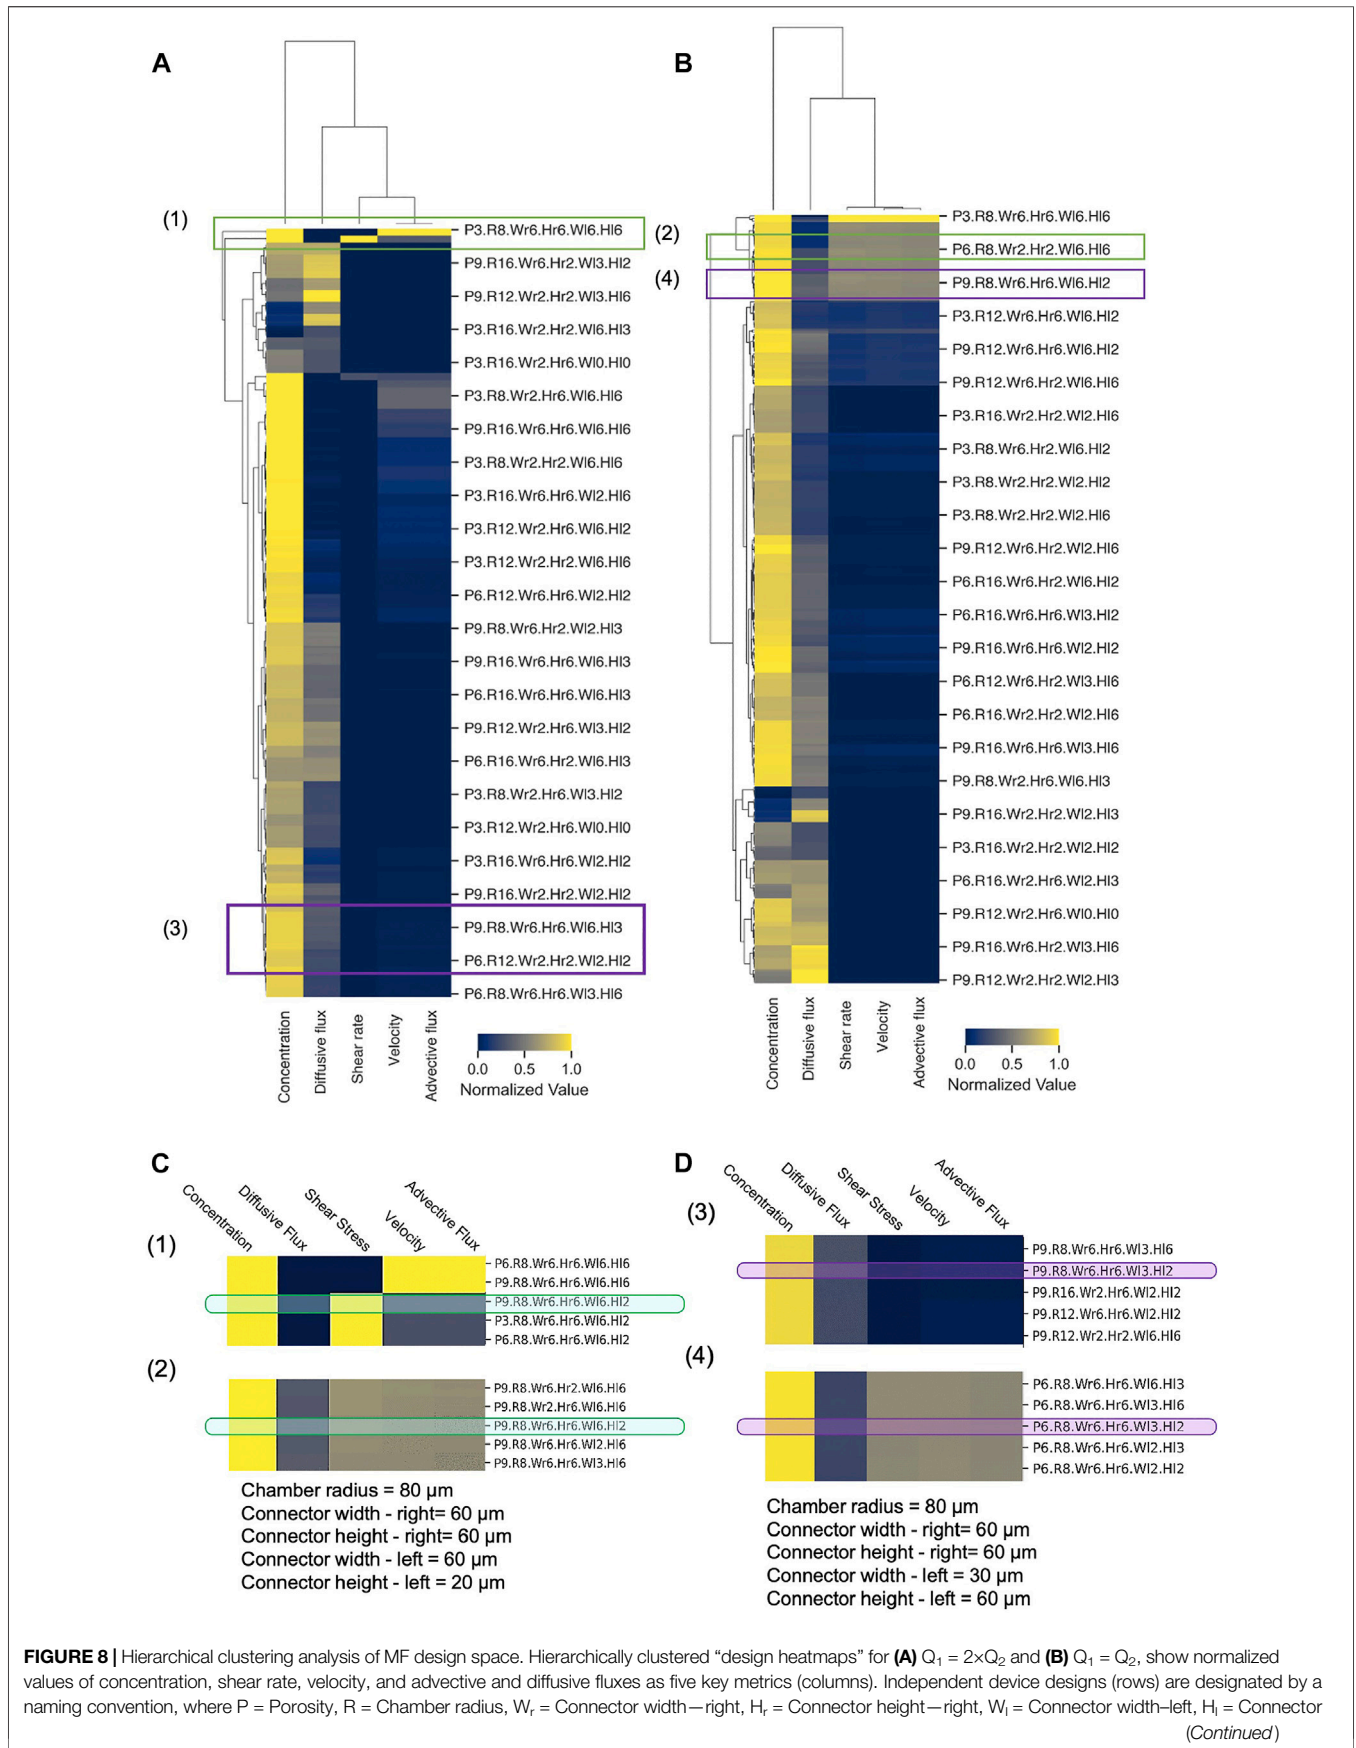 A
B
(1)
P3.R8.Wr6.Hr6.Wl6.Hl6
P9.R16.Wr6.Hr2.Wl3.Hl2
P9.R12.Wr2.Hr2.Wl3.Hl6
P3.R16.Wr2.Hr2.Wl6.Hl3
P3.R16.Wr2.Hr6.Wl0.Hl0
P3.R8.Wr2.Hr6.Wl6.Hl6
P9.R16.Wr6.Hr6.Wl6.Hl6
P3.R8.Wr2.Hr2.Wl6.Hl6
P3.R16.Wr6.Hr6.Wl2.Hl6
P3.R12.Wr2.Hr6.Wl6.Hl2
P3.R12.Wr6.Hr2.Wl6.Hl6
P6.R12.Wr6.Hr6.Wl2.Hl2
P9.R8.Wr6.Hr2.Wl2.Hl3
P9.R16.Wr6.Hr6.Wl6.Hl3
P6.R16.Wr6.Hr6.Wl6.Hl3
P9.R12.Wr2.Hr6.Wl3.Hl2
P6.R16.Wr6.Hr2.Wl6.Hl3
P3.R8.Wr2.Hr6.Wl3.Hl2
P3.R12.Wr2.Hr6.Wl0.Hl0
P3.R16.Wr6.Hr6.Wl2.Hl2
P9.R16.Wr2.Hr2.Wl2.Hl2
(3)
P9.R8.Wr6.Hr6.Wl6.Hl3
P6.R12.Wr2.Hr2.Wl2.Hl2
P6.R8.Wr6.Hr6.Wl3.Hl6
Concentration
Diffusive flux
Shear rate
Velocity
Advective flux
0.0 0.5 1.0
Normalized Value
P3.R8.Wr6.Hr6.Wl6.Hl6
(2)
P6.R8.Wr2.Hr2.Wl6.Hl6
(4)
P9.R8.Wr6.Hr6.Wl6.Hl2
P3.R12.Wr6.Hr6.Wl6.Hl2
P9.R12.Wr6.Hr6.Wl6.Hl2
P9.R12.Wr6.Hr2.Wl6.Hl6
P3.R16.Wr2.Hr2.Wl2.Hl6
P3.R8.Wr6.Hr2.Wl6.Hl2
P3.R8.Wr2.Hr2.Wl2.Hl2
P3.R8.Wr2.Hr2.Wl2.Hl6
P9.R12.Wr6.Hr2.Wl2.Hl6
P6.R16.Wr6.Hr2.Wl6.Hl2
P6.R16.Wr6.Hr6.Wl3.Hl2
P9.R16.Wr6.Hr6.Wl2.Hl2
P6.R12.Wr6.Hr2.Wl3.Hl6
P6.R16.Wr2.Hr2.Wl2.Hl6
P9.R16.Wr6.Hr6.Wl3.Hl6
P9.R8.Wr2.Hr6.Wl6.Hl3
P9.R16.Wr2.Hr2.Wl2.Hl3
P3.R16.Wr2.Hr2.Wl2.Hl2
P6.R16.Wr2.Hr6.Wl2.Hl3
P9.R12.Wr2.Hr6.Wl0.Hl0
P9.R16.Wr6.Hr2.Wl3.Hl6
P9.R12.Wr2.Hr2.Wl2.Hl3
Concentration
Diffusive flux
Shear rate
Velocity
Advective flux
0.0 0.5 1.0
Normalized Value
C
Concentration
Diffusive Flux
Shear Stress
Velocity
Advective Flux
(1)
P6.R8.Wr6.Hr6.Wl6.Hl6
P9.R8.Wr6.Hr6.Wl6.Hl6
P9.R8.Wr6.Hr6.Wl6.Hl2
P3.R8.Wr6.Hr6.Wl6.Hl2
P6.R8.Wr6.Hr6.Wl6.Hl2
(2)
P9.R8.Wr6.Hr2.Wl6.Hl6
P9.R8.Wr2.Hr6.Wl6.Hl6
P9.R8.Wr6.Hr6.Wl6.Hl2
P9.R8.Wr6.Hr6.Wl2.Hl6
P9.R8.Wr6.Hr6.Wl3.Hl6
Chamber radius = 80 µm
Connector width - right= 60 µm
Connector height - right= 60 µm
Connector width - left = 60 µm
Connector height - left = 20 µm
D
Concentration
Diffusive Flux
Shear Stress
Velocity
Advective Flux
(3)
P9.R8.Wr6.Hr6.Wl3.Hl6
P9.R8.Wr6.Hr6.Wl3.Hl2
P9.R16.Wr2.Hr6.Wl2.Hl2
P9.R12.Wr6.Hr6.Wl2.Hl2
P9.R12.Wr2.Hr2.Wl6.Hl6
(4)
P6.R8.Wr6.Hr6.Wl6.Hl3
P6.R8.Wr6.Hr6.Wl3.Hl6
P6.R8.Wr6.Hr6.Wl3.Hl2
P6.R8.Wr6.Hr6.Wl2.Hl3
P6.R8.Wr6.Hr6.Wl2.Hl2
Chamber radius = 80 µm
Connector width - right= 60 µm
Connector height - right= 60 µm
Connector width - left = 30 µm
Connector height - left = 60 µm
FIGURE 8 | Hierarchical clustering analysis of MF design space. Hierarchically clustered “design heatmaps” for (A) Q1 = 2×Q2 and (B) Q1 = Q2, show normalized
values of concentration, shear rate, velocity, and advective and diffusive fluxes as five key metrics (columns). Independent device designs (rows) are designated by a
naming convention, where P = Porosity, R = Chamber radius, Wr = Connector width—right, Hr = Connector height—right, Wl = Connector width–left, Hl = Connector
(Continued)